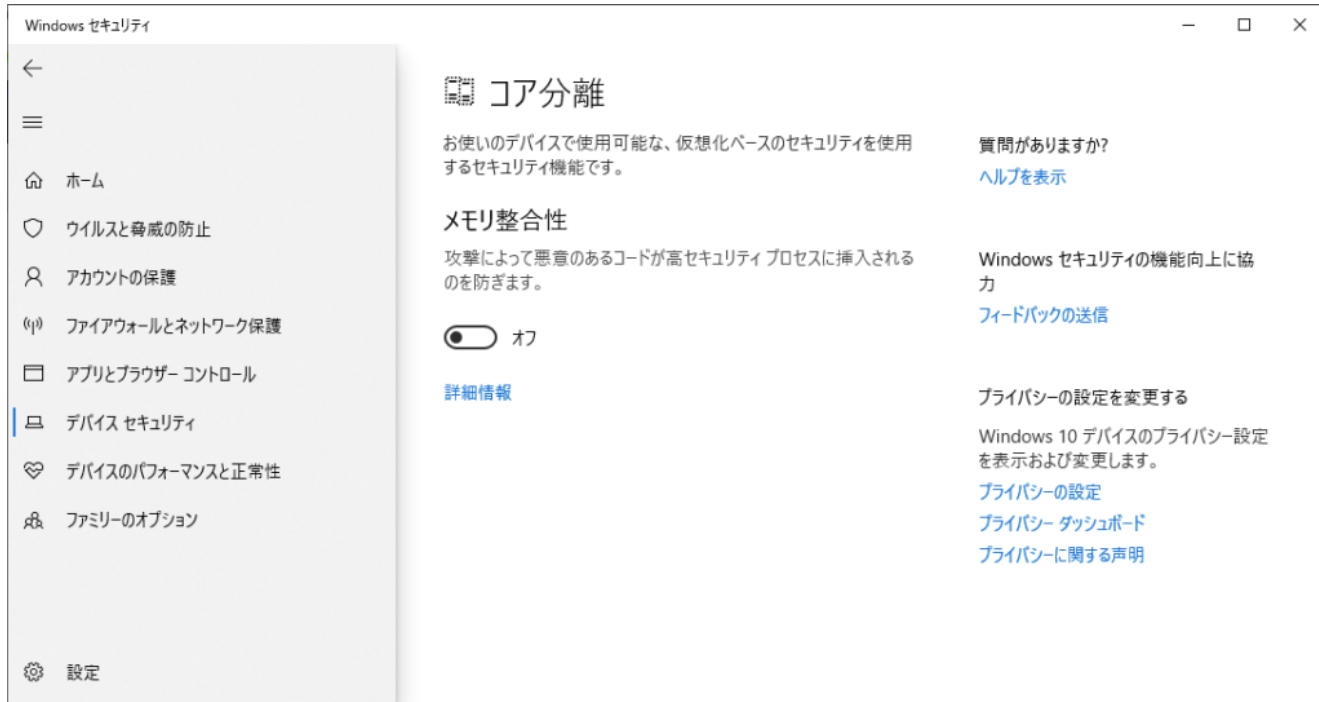 Windows セキュリティ
ホーム
ウイルスと脅威の防止
アカウントの保護
ファイアウォールとネットワーク保護
アプリとブラウザー コントロール
デバイス セキュリティ
デバイスのパフォーマンスと正常性
ファミリーのオプション
設定
コア分離
お使いのデバイスで使用可能な、仮想化ベースのセキュリティを使用
するセキュリティ機能です。
メモリ整合性
攻撃によって悪意のあるコードが高セキュリティ プロセスに挿入される
のを防ぎます。
オフ
詳細情報
質問がありますか?
ヘルプを表示
Windows セキュリティの機能向上に協
力
フィードバックの送信
プライバシーの設定を変更する
Windows 10 デバイスのプライバシー設定
を表示および変更します。
プライバシーの設定
プライバシー ダッシュボード
プライバシーに関する声明